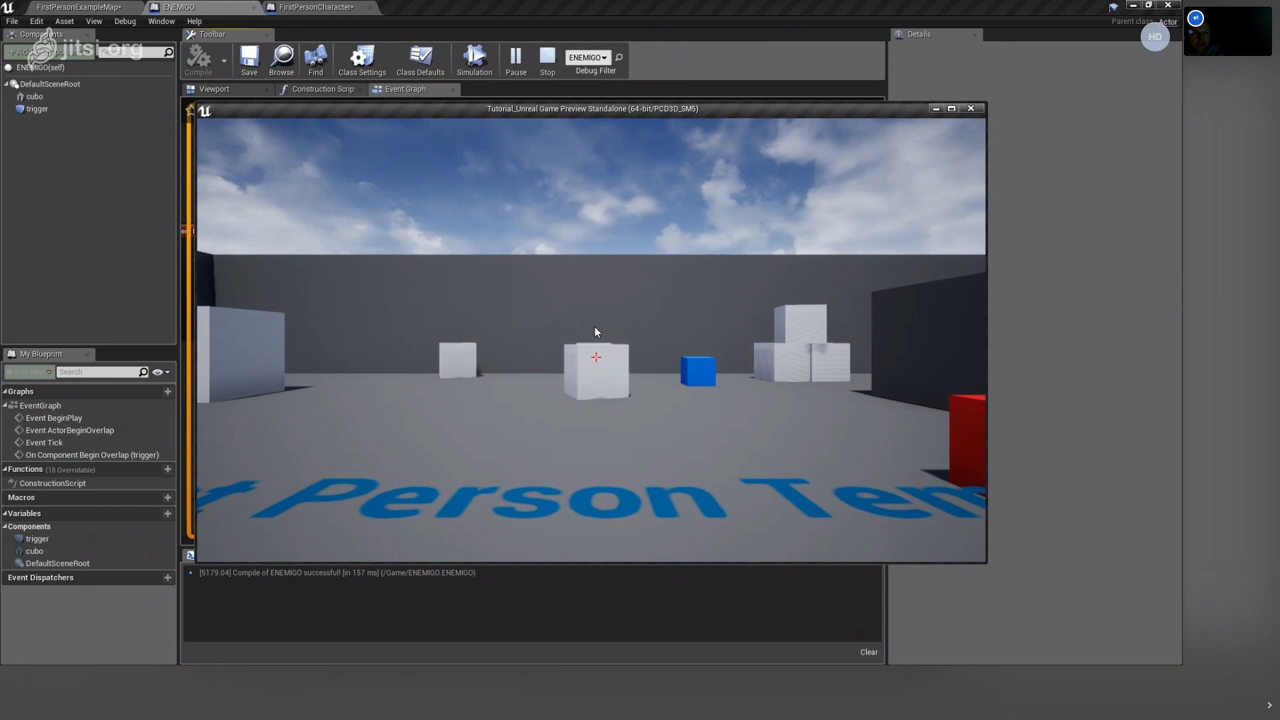 FirstPersonExampleMap*
ENEMIGO
FirstPersonCharacter*
File Asset View Debug Window Help
Parent class: Actor
Components
Toolbar
Details
HD
jitsi.org
ENEMIGO(self)
DefaultSceneRoot
cubo
trigger
Compile
Save
Browse
Find
Class Settings
Class Defaults
Simulation
Pause
Stop
ENEMIGO
Debug Filter
Viewport
Construction Scrip
Event Graph
Tutorial_Unreal Game Preview Standalone (64-bit/PCD3D_SM5)
t Person Tem
My Blueprint
Search
Graphs
EventGraph
Event BeginPlay
Event ActorBeginOverlap
Event Tick
On Component Begin Overlap (trigger)
Functions (18 Overridable)
ConstructionScript
Macros
Variables
Components
trigger
cubo
DefaultSceneRoot
Event Dispatchers
[5179.04] Compile of ENEMIGO successful! [in 157 ms] (/Game/ENEMIGO.ENEMIGO)
Clear